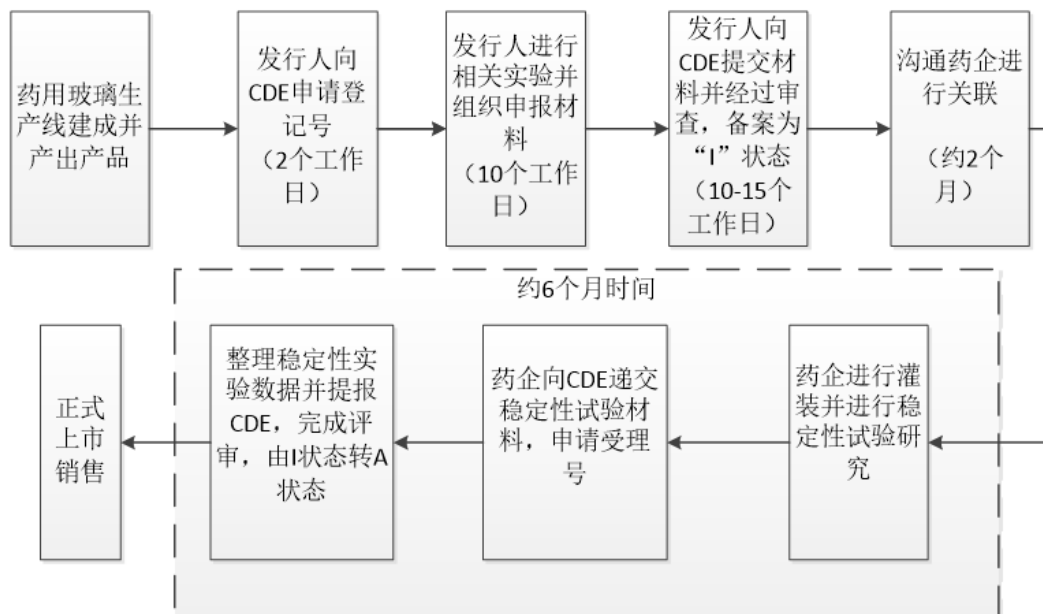 药用玻璃生
产线建成并
产出产品
发行人向
CDE申请登
记号
（2个工作
日）
发行人进行
相关实验并
组织申报材
料
（10个工作
日）
发行人向
CDE提交材
料并经过审
查，备案为
“I”状态
（10-15个
工作日）
沟通药企进
行关联
（约2个
月）
约6个月时间
药企进行灌
装并进行稳
定性试验研
究
药企向CDE递交
稳定性试验材
料，申请受理
号
整理稳定性实
验数据并提报
CDE，完成评
审，由I状态转A
状态
正式
上市
销售